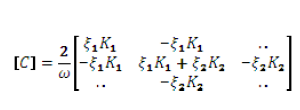 [C] = 2/ω [ ξ₁K₁ −ξ₁K₁ ..
−ξ₁K₁ ξ₁K₁ + ξ₂K₂ −ξ₂K₂
.. −ξ₂K₂ ]